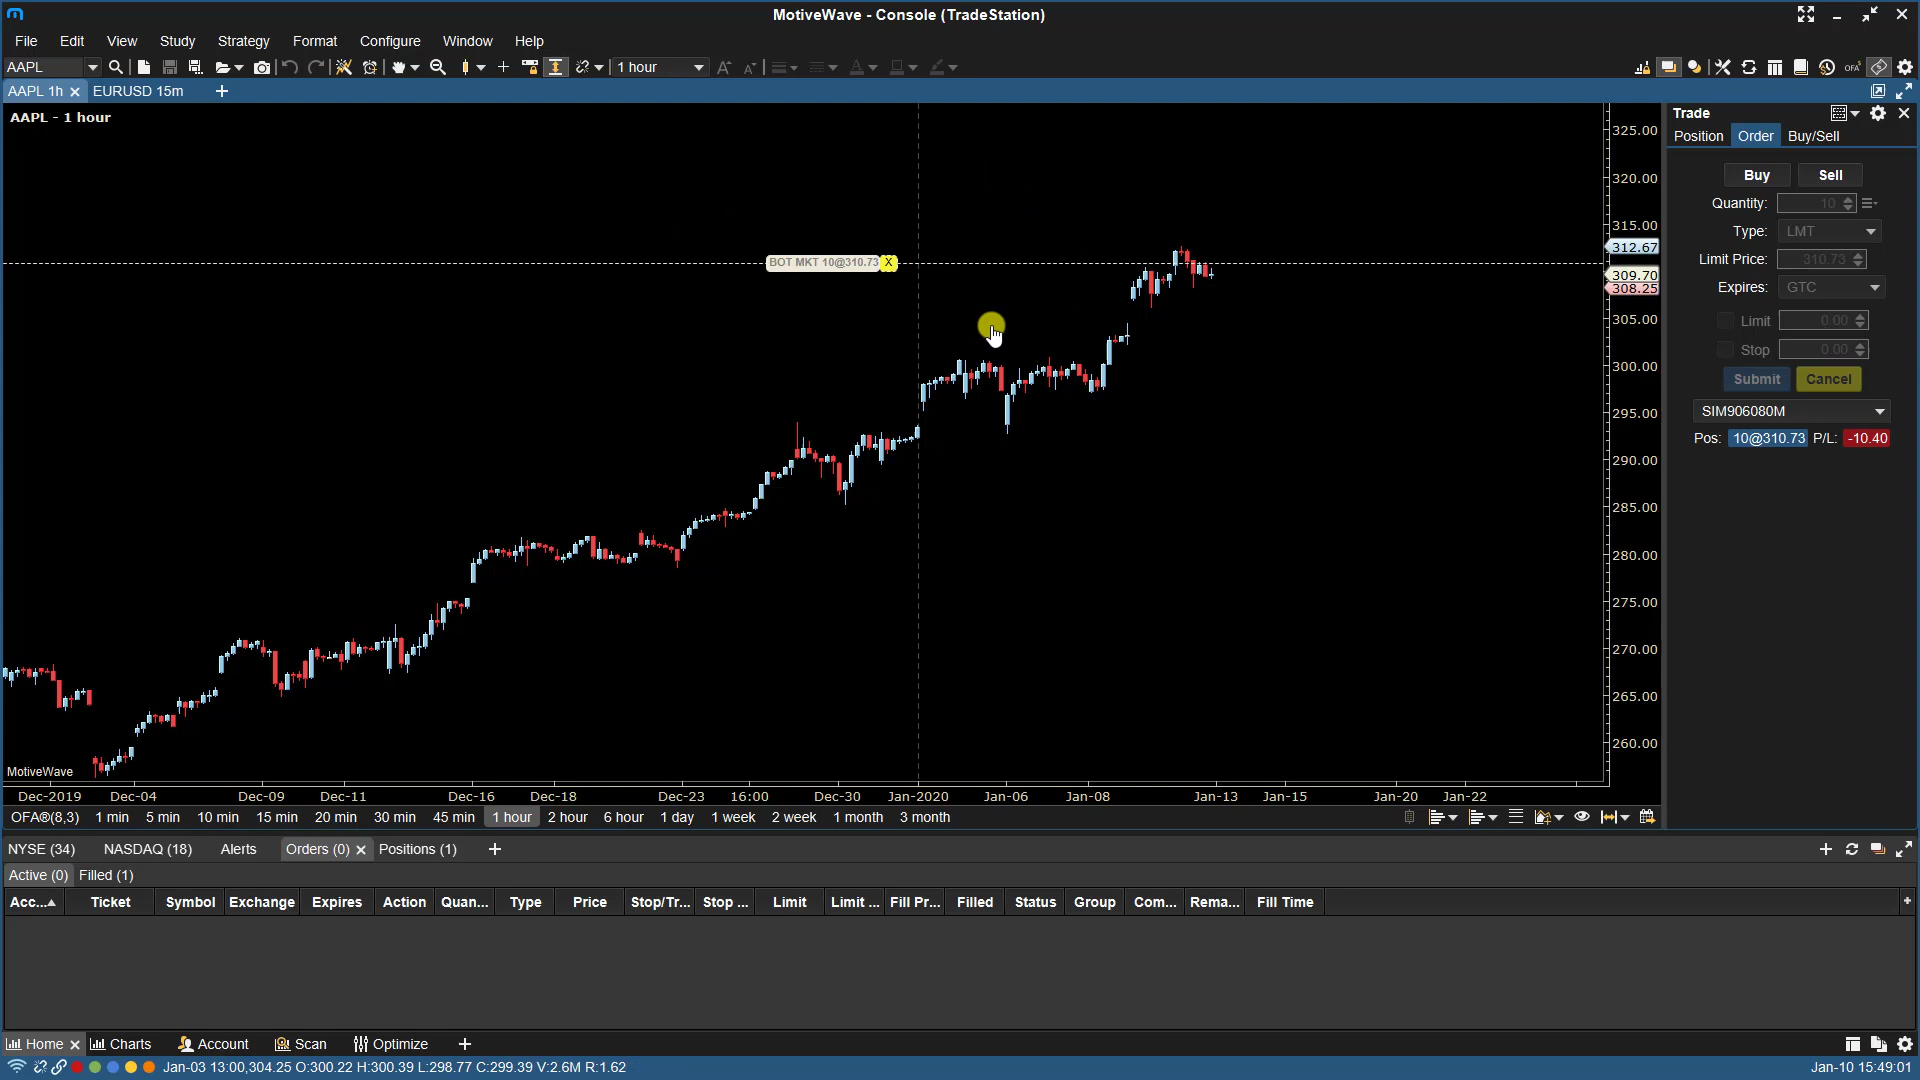 MotiveWave - Console (TradeStation)
File Edit View Study Strategy Format Configure Window Help
AAPL 1 hour
AAPL 1h EURUSD 15m
AAPL - 1 hour
325.00
320.00
315.00
312.67
309.70
308.25
305.00
300.00
295.00
290.00
285.00
280.00
275.00
270.00
265.00
260.00
BOT MKT 10@310.73 X
MotiveWave
Dec-2019 Dec-04 Dec-09 Dec-11 Dec-16 Dec-18 Dec-23 16:00 Dec-30 Jan-2020 Jan-06 Jan-08 Jan-13 Jan-15 Jan-20 Jan-22
OFA®(8,3) 1 min 5 min 10 min 15 min 20 min 30 min 45 min 1 hour 2 hour 6 hour 1 day 1 week 2 week 1 month 3 month
Trade
Position Order Buy/Sell
Buy Sell
Quantity: 10
Type: LMT
Limit Price: 310.73
Expires: GTC
Limit 0.00
Stop 0.00
Submit Cancel
SIM906080M
Pos: 10@310.73 P/L: -10.40
NYSE (34) NASDAQ (18) Alerts Orders (0) Positions (1)
Active (0) Filled (1)
Acc... Ticket Symbol Exchange Expires Action Quan... Type Price Stop/Tr... Stop ... Limit Limit ... Fill Pr... Filled Status Group Com... Rema... Fill Time
Home Charts Account Scan Optimize
Jan-03 13:00,304.25 O:300.22 H:300.39 L:298.77 C:299.39 V:2.6M R:1.62 Jan-10 15:49:01